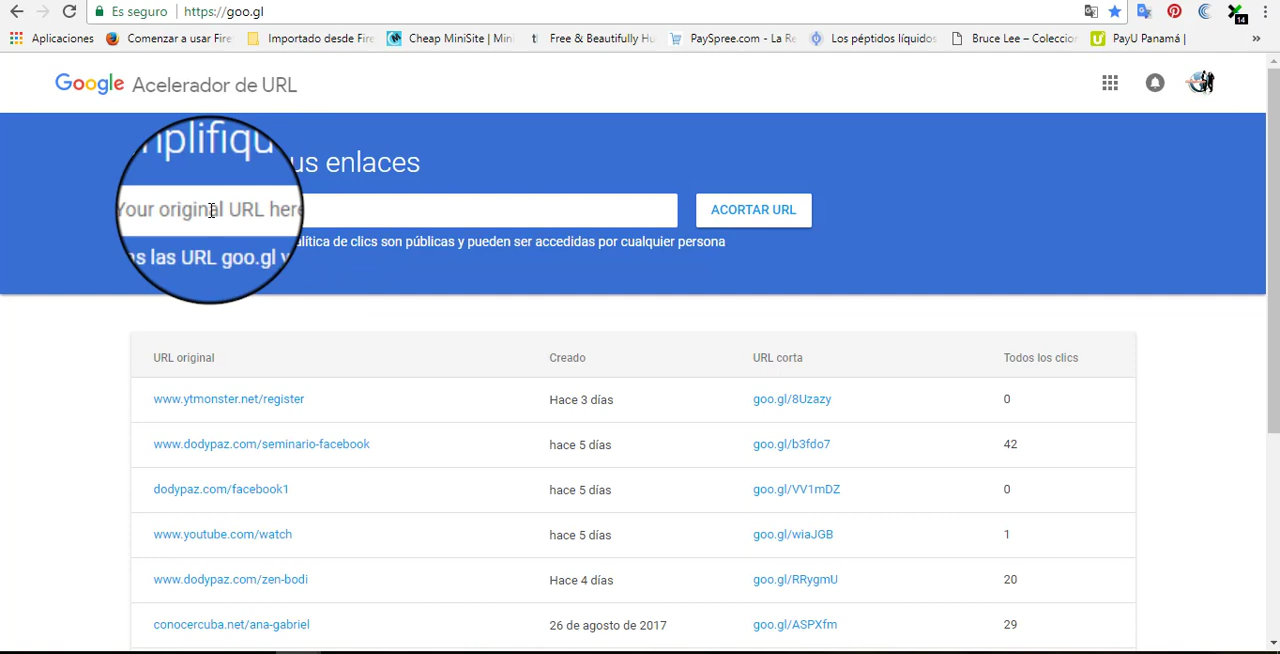 Es seguro | https://goo.gl
14
Aplicaciones Comenzar a usar Fire Importado desde Fire Cheap MiniSite | Mini Free & Beautifully Hu PaySpree.com - La Re Los péptidos líquidos Bruce Lee – Coleccion PayU Panamá | »
Google Acelerador de URL
nplifiqu us enlaces
Your original URL here ACORTAR URL
as las URL goo.gl y alítica de clics son públicas y pueden ser accedidas por cualquier persona
URL original Creado URL corta Todos los clics
www.ytmonster.net/register Hace 3 días goo.gl/8Uzazy 0
www.dodypaz.com/seminario-facebook hace 5 días goo.gl/b3fdo7 42
dodypaz.com/facebook1 hace 5 días goo.gl/VV1mDZ 0
www.youtube.com/watch hace 5 días goo.gl/wiaJGB 1
www.dodypaz.com/zen-bodi Hace 4 días goo.gl/RRygmU 20
conocercuba.net/ana-gabriel 26 de agosto de 2017 goo.gl/ASPXfm 29